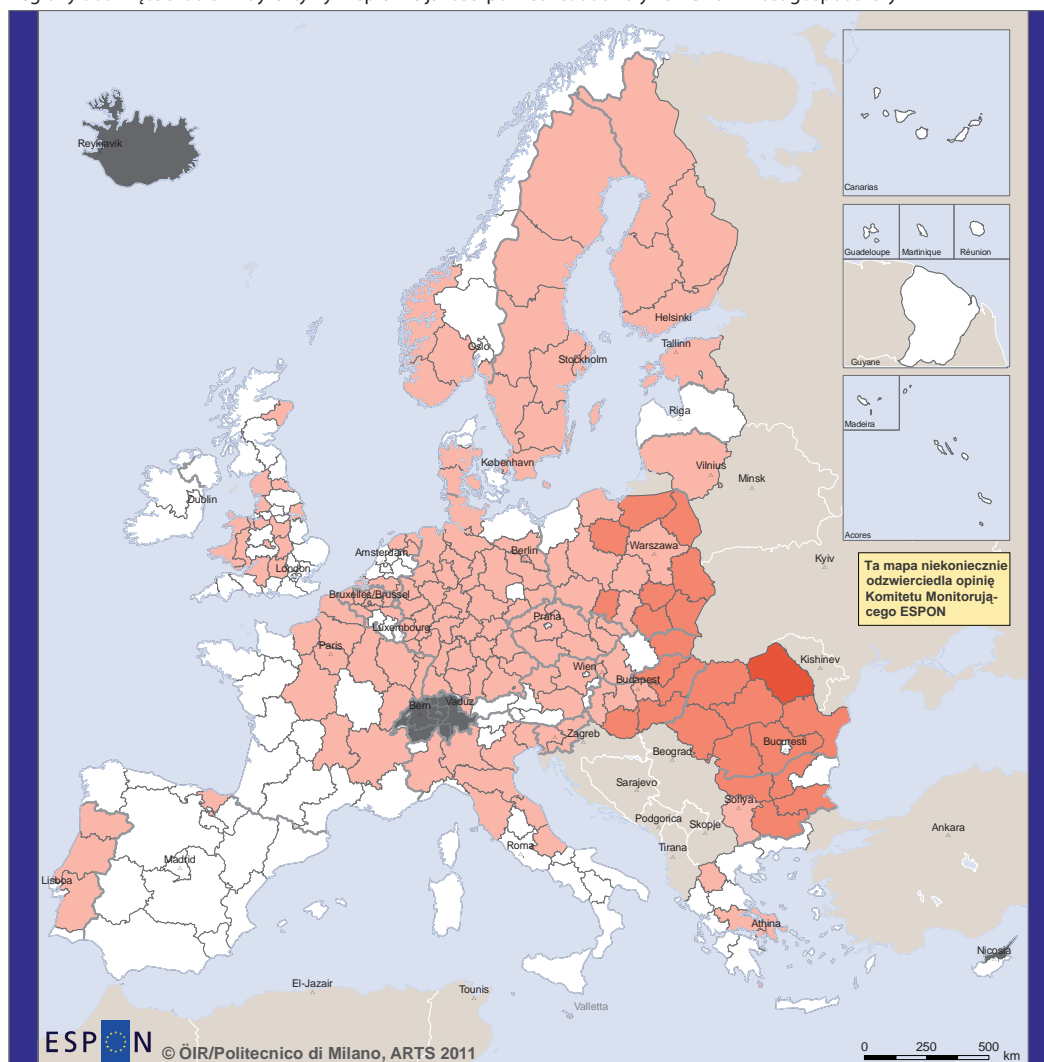 Reykjavik
Canarias
Guadeloupe
Martinique
Réunion
Guyane
Madeira
Acores
Oslo
Helsinki
Tallinn
Stockholm
Riga
København
Vilnius
Minsk
Dublin
London
Amsterdam
Berlin
Warszawa
Kyiv
Ta mapa niekoniecznie
odzwierciedla opinię
Komitetu Monitorują-
cego ESPON
Bruxelles/Brussel
Luxembourg
Praha
Paris
Wien
Kishinev
Budapest
Bern
Vaduz
Zagreb
Bucuresti
Beograd
Sarajevo
Sofiya
Podgorica
Skopje
Ankara
Roma
Tirana
Madrid
Lisboa
Athina
Nicosia
El-Jazair
Tounis
Valletta
ESPON
© ÖIR/Politecnico di Milano, ARTS 2011
0 250 500
km